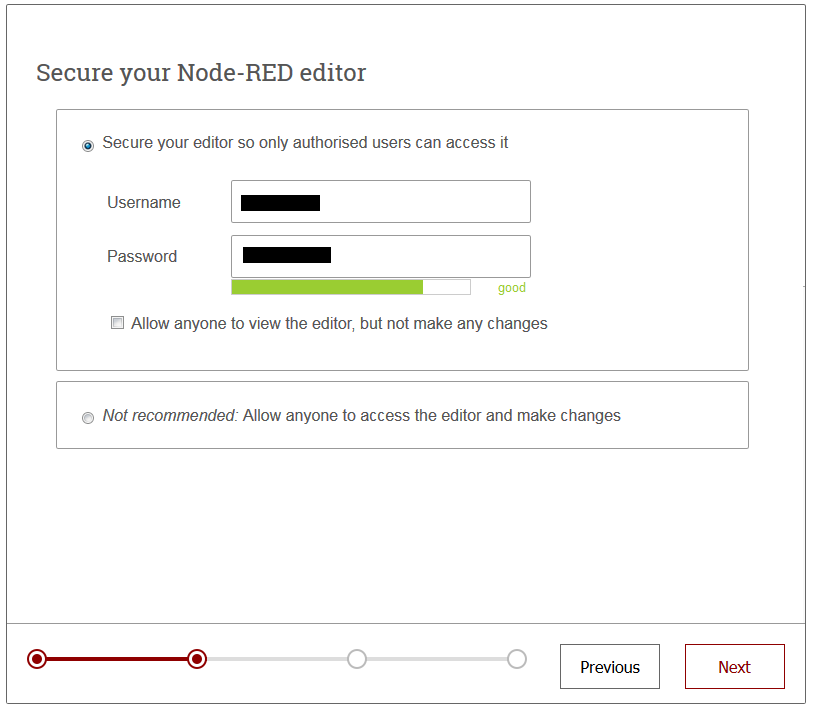 Secure your Node-RED editor
Secure your editor so only authorised users can access it
Username
Password
good
Allow anyone to view the editor, but not make any changes
Not recommended: Allow anyone to access the editor and make changes
Previous
Next